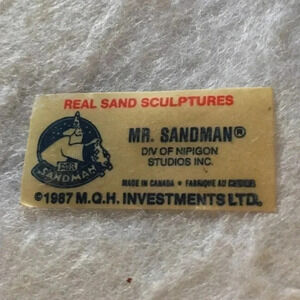 REAL SAND SCULPTURES
MR. SANDMAN
MR. SANDMAN®
DIV OF NIPIGON
STUDIOS INC.
MADE IN CANADA • FABRIQUE AU CANADA
©1987 M.Q.H. INVESTMENTS LTD.